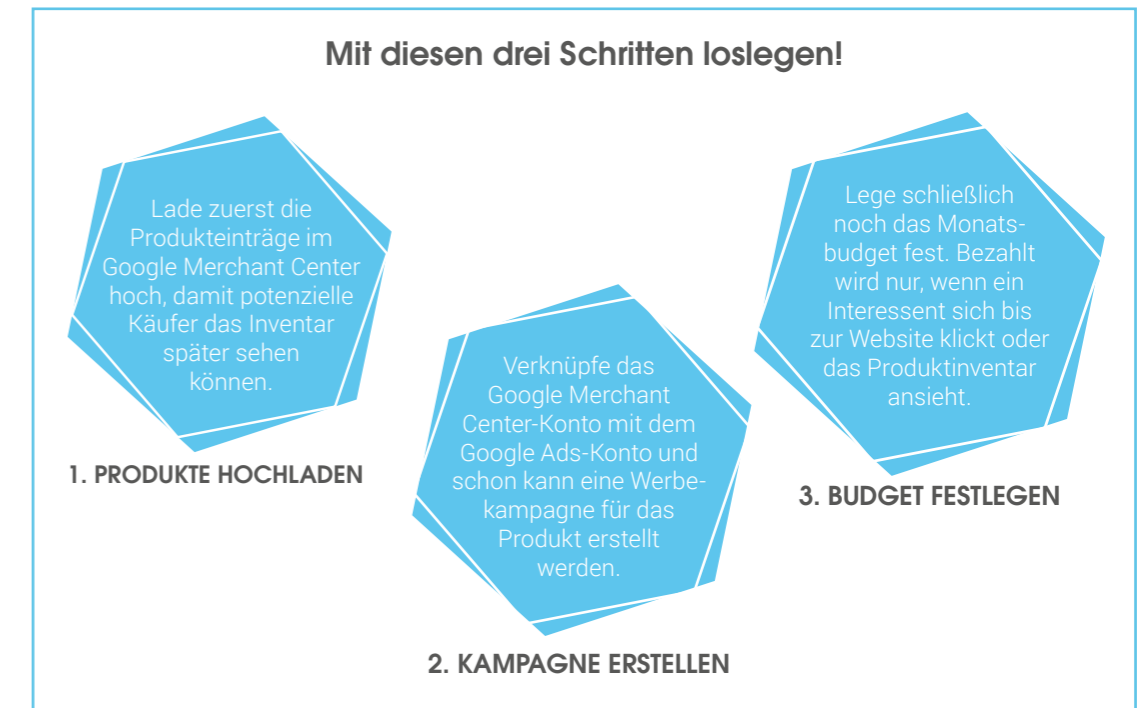 Mit diesen drei Schritten loslegen!
Lade zuerst die
Produkteinträge im
Google Merchant Center
hoch, damit potenzielle
Käufer das Inventar
später sehen
können.
1. PRODUKTE HOCHLADEN
Verknüpfe das
Google Merchant
Center-Konto mit dem
Google Ads-Konto und
schon kann eine Werbe-
kampagne für das
Produkt erstellt
werden.
2. KAMPAGNE ERSTELLEN
Lege schließlich
noch das Monats-
budget fest. Bezahlt
wird nur, wenn ein
Interessent sich bis
zur Website klickt oder
das Produktinventar
ansieht.
3. BUDGET FESTLEGEN